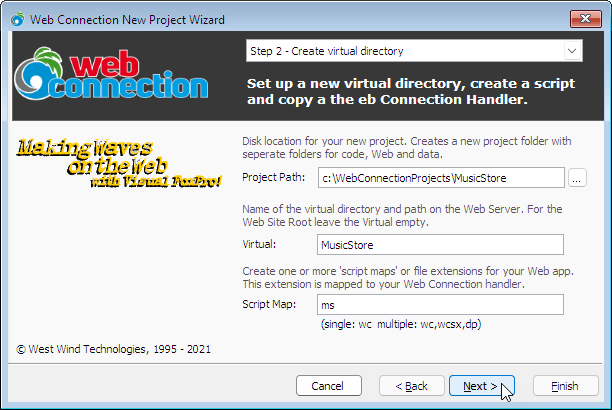 Web Connection New Project Wizard
Step 2 - Create virtual directory
web
connection
Set up a new virtual directory, create a script
and copy a the eb Connection Handler.
Making Waves
on the Web
with Visual FoxPro!
Disk location for your new project. Creates a new project folder with
seperate folders for code, Web and data.
Project Path: c:\WebConnectionProjects\MusicStore ...
Name of the virtual directory and path on the Web Server. For the
Web Site Root leave the Virtual empty.
Virtual: MusicStore
Create one or more 'script maps' or file extensions for your Web app.
This extension is mapped to your Web Connection handler.
Script Map: ms
(single: wc multiple: wc,wcsx,dp)
© West Wind Technologies, 1995 - 2021
Cancel < Back Next > Finish